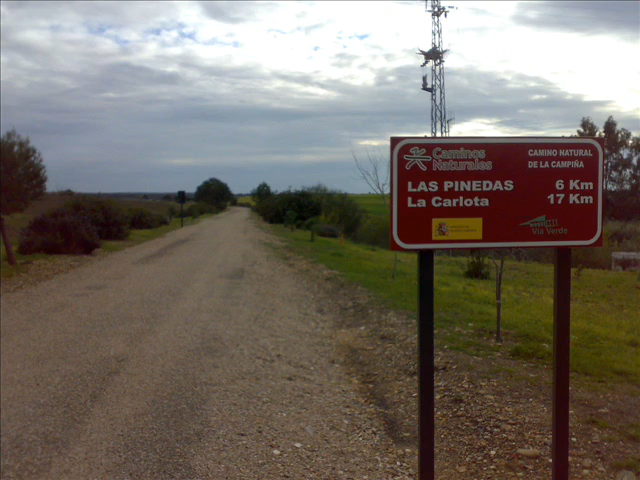 Caminos
Naturales
CAMINO NATURAL
DE LA CAMPIÑA
LAS PINEDAS 6 Km
La Carlota 17 Km
Vía Verde